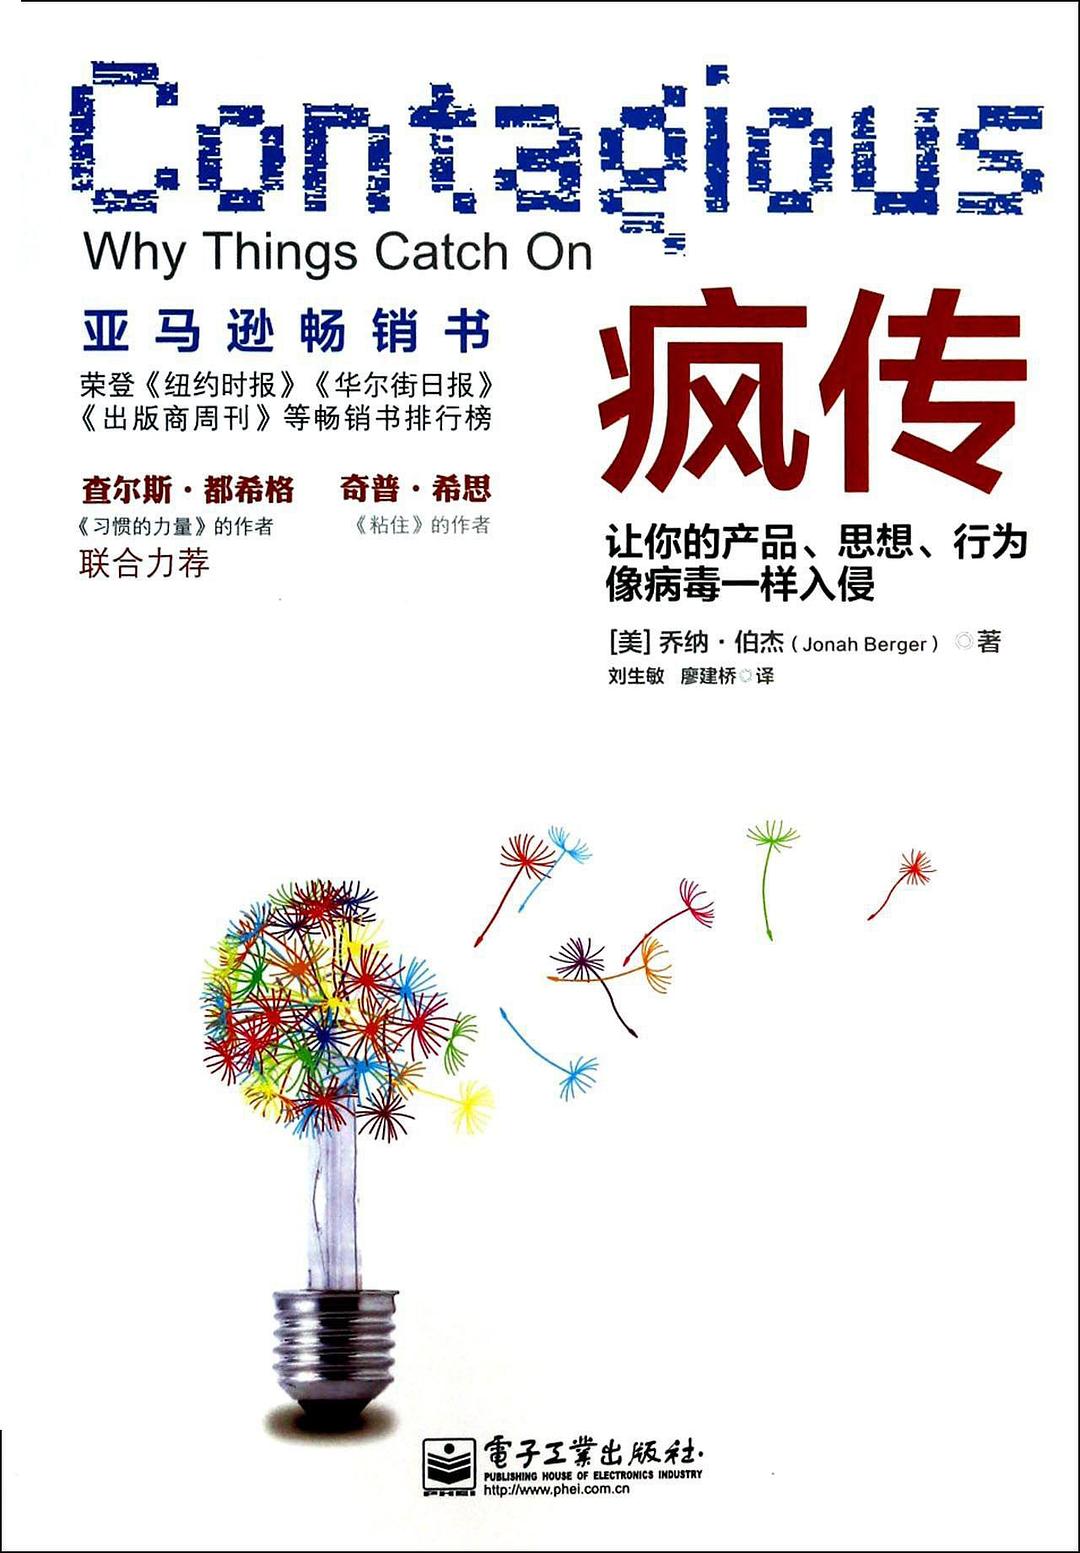 Contagious
Why Things Catch On
亚马逊畅销书
荣登《纽约时报》《华尔街日报》
《出版商周刊》等畅销书排行榜
查尔斯·都希格 奇普·希思
《习惯的力量》的作者 《粘住》的作者
联合力荐
疯传
让你的产品、思想、行为
像病毒一样入侵
[美] 乔纳·伯杰(Jonah Berger) ◎著
刘生敏 廖建桥◎译
電子工業出版社·
PUBLISHING HOUSE OF ELECTRONICS INDUSTRY
http://www.phei.com.cn
PHEI